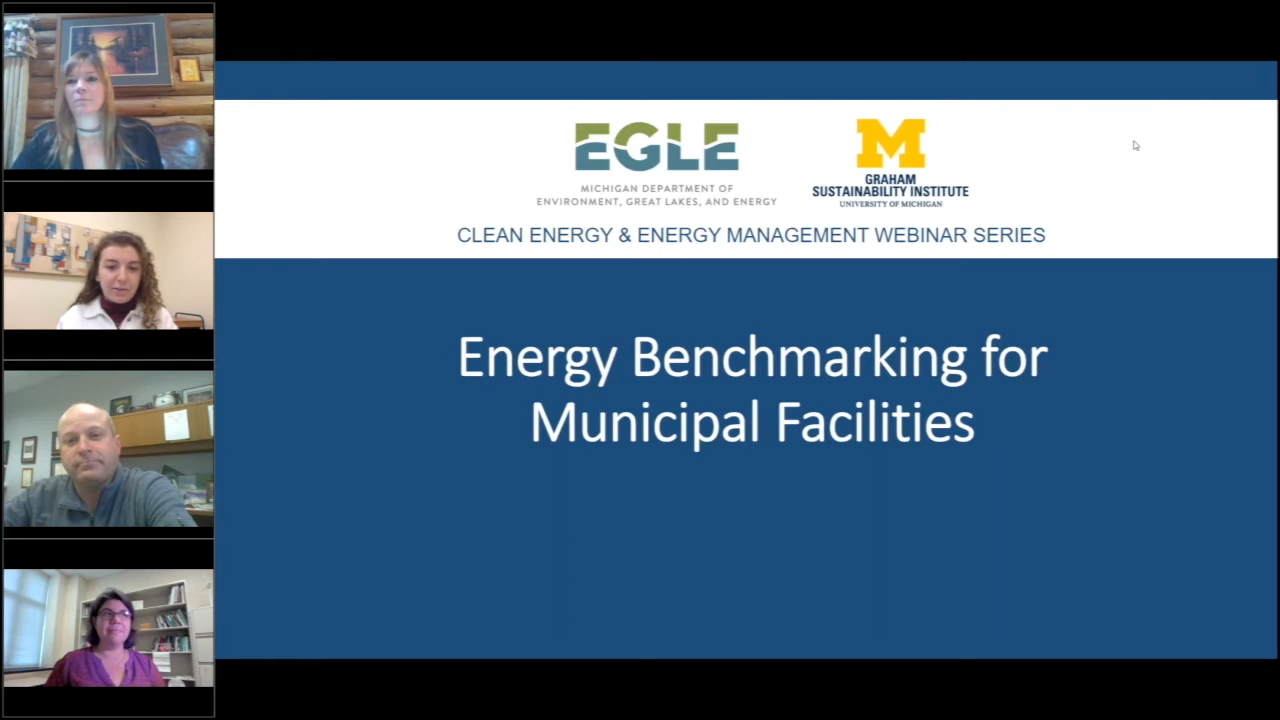 EGLE
MICHIGAN DEPARTMENT OF
ENVIRONMENT, GREAT LAKES, AND ENERGY
M
GRAHAM
SUSTAINABILITY INSTITUTE
UNIVERSITY OF MICHIGAN
CLEAN ENERGY & ENERGY MANAGEMENT WEBINAR SERIES
Energy Benchmarking for
Municipal Facilities